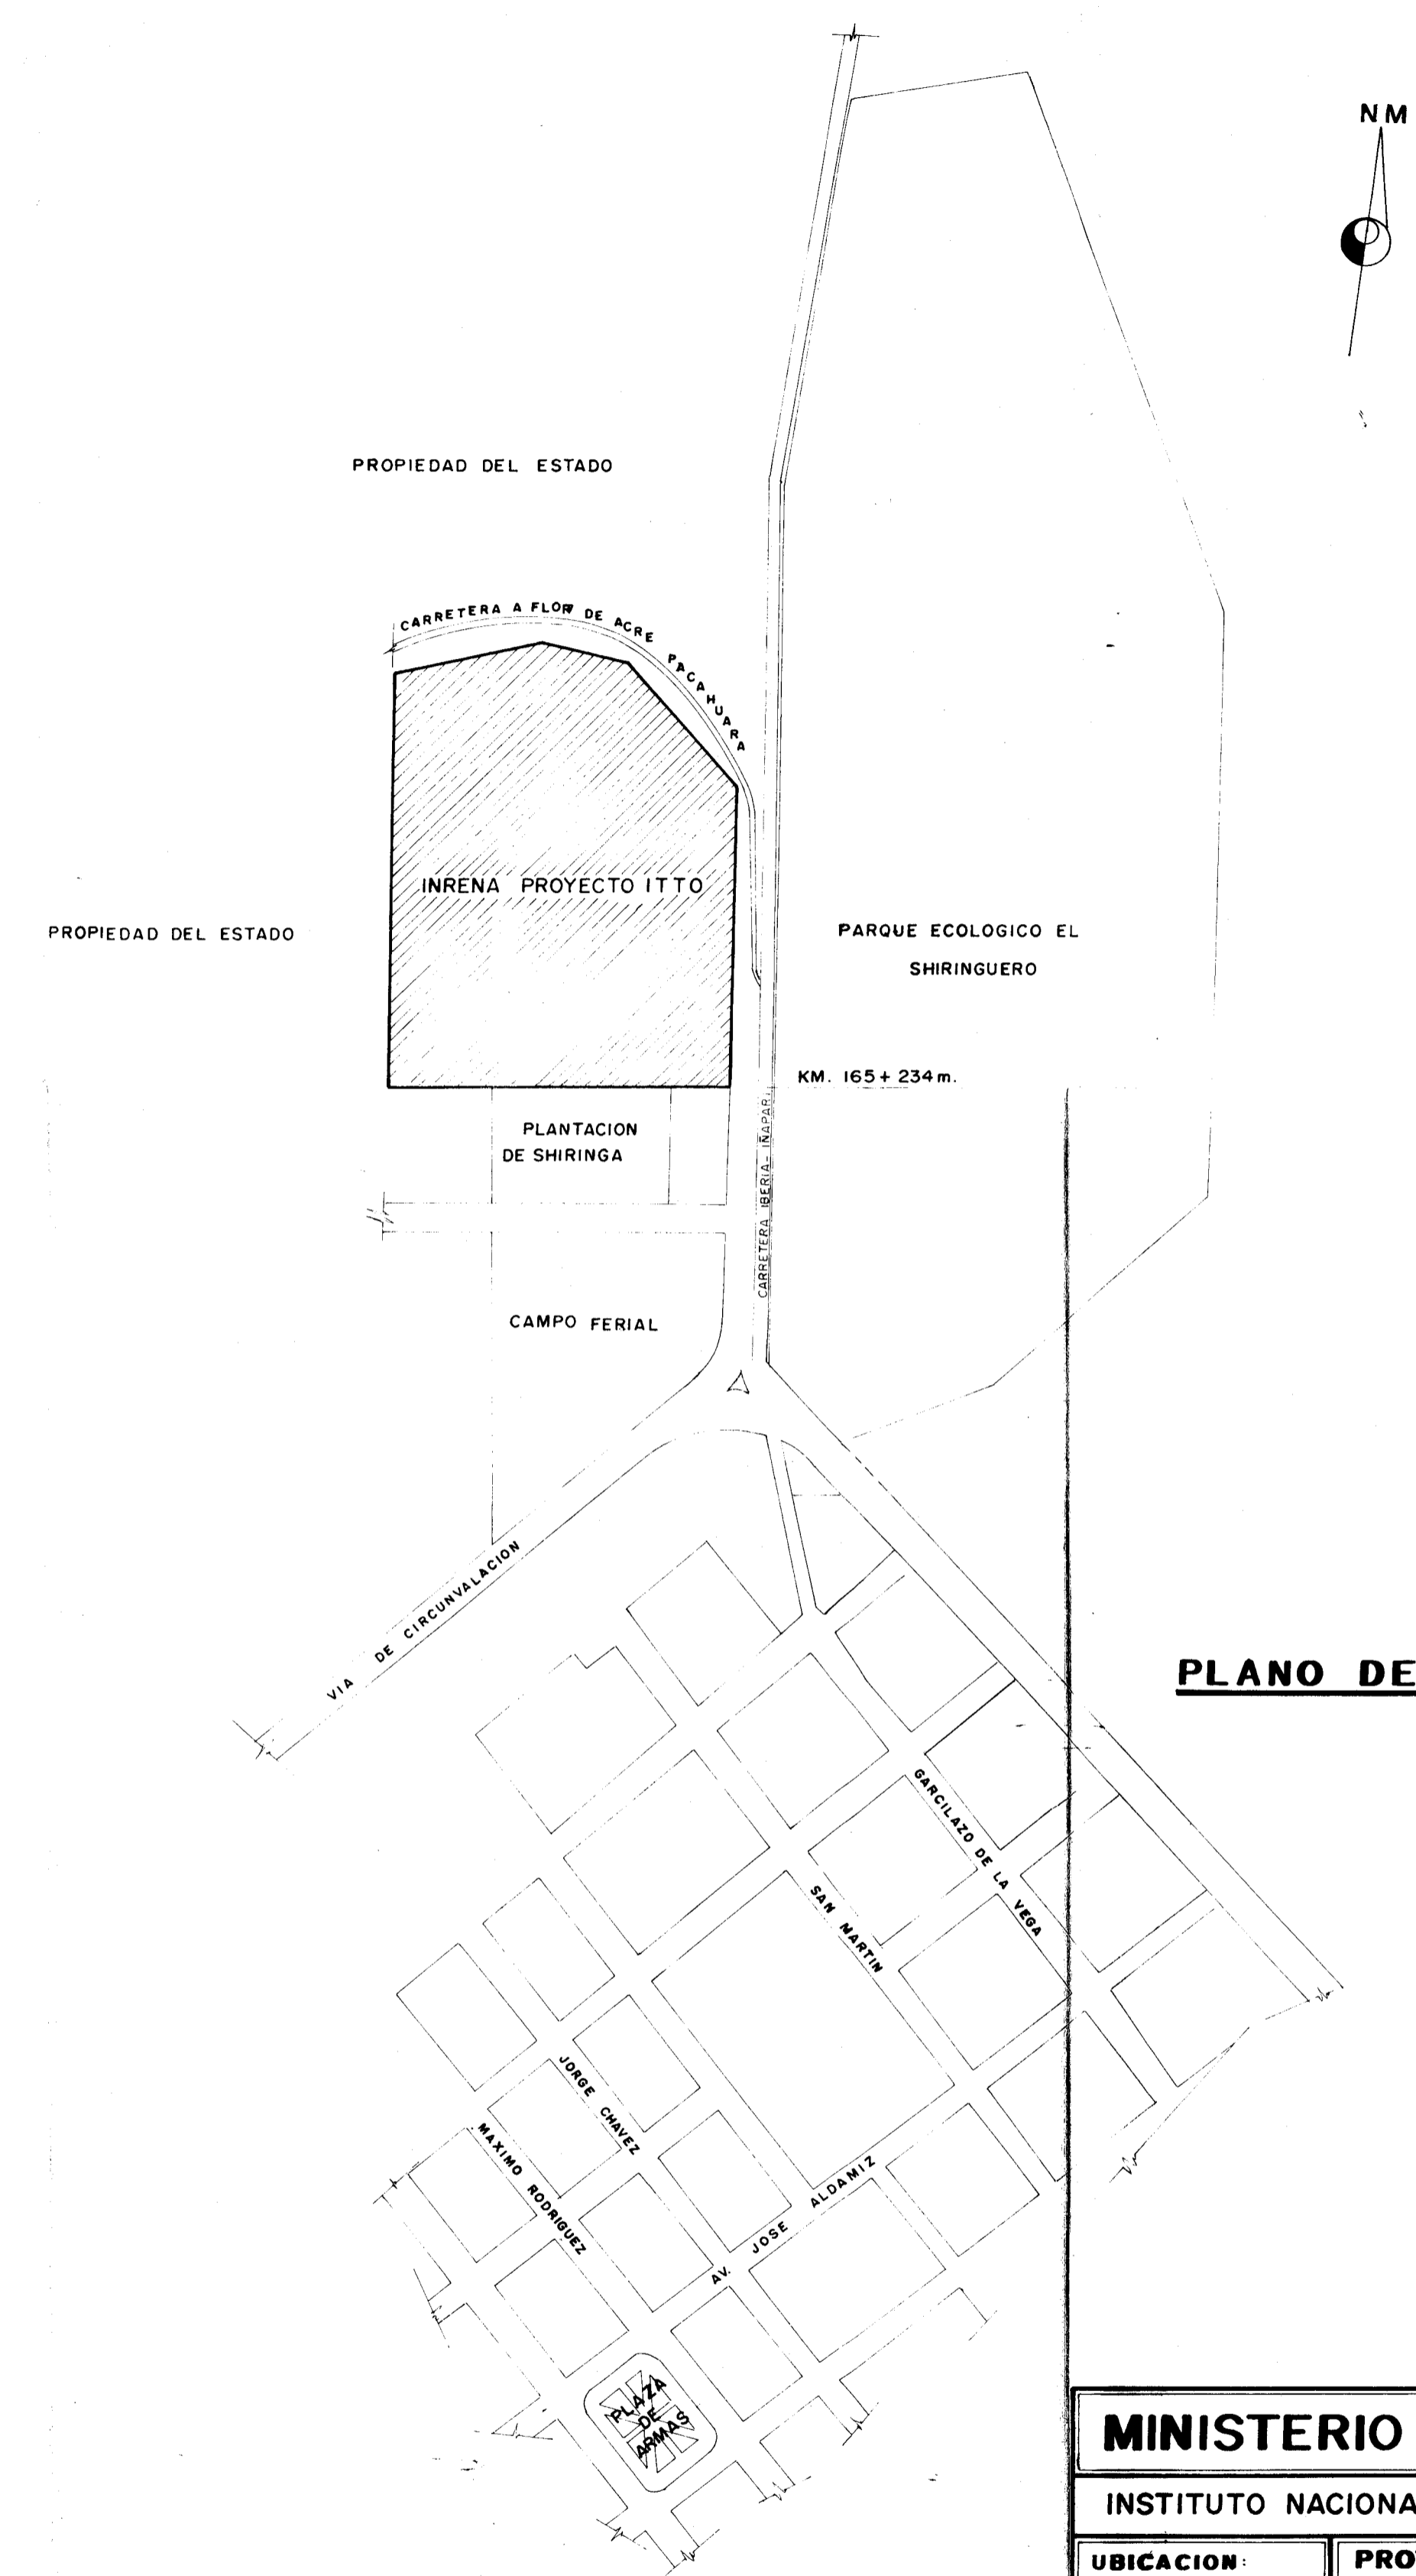 NM
PROPIEDAD DEL ESTADO
CARRETERA A FLOR DE ACRE PACAHUARA
INRENA PROYECTO ITTO
PROPIEDAD DEL ESTADO
PARQUE ECOLOGICO EL
SHIRINGUERO
KM. 165+234m.
PLANTACION
DE SHIRINGA
CARRETERA IBERIA-IÑAPARI
CAMPO FERIAL
VIA DE CIRCUNVALACION
PLANO DE
GARCILAZO DE LA VEGA
SAN MARTIN
JORGE CHAVEZ
MAXIMO RODRIGUEZ
AV. JOSE ALDAMIZ
PLAZA
DE
ARMAS
MINISTERIO
INSTITUTO NACIONA
UBICACION:
PRO